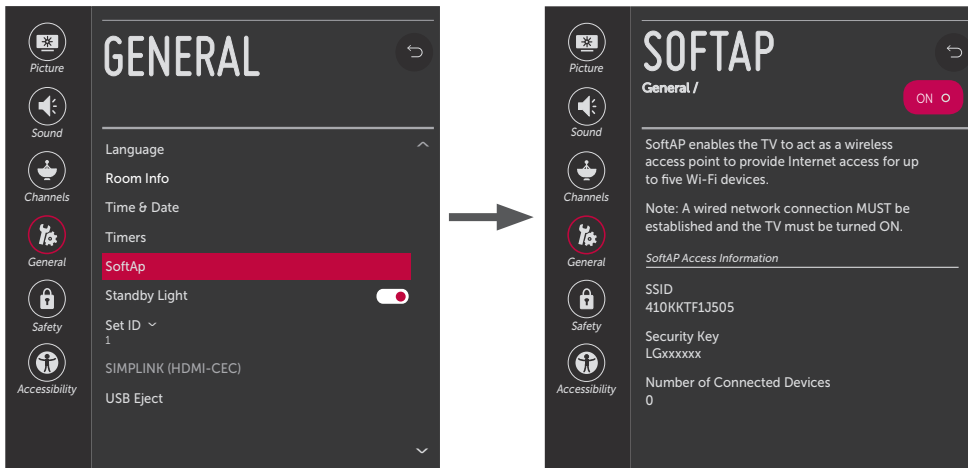 Picture
Sound
Channels
General
Safety
Accessibility
GENERAL
Language
Room Info
Time & Date
Timers
SoftAp
Standby Light
Set ID
1
SIMPLINK (HDMI-CEC)
USB Eject
Picture
Sound
Channels
General
Safety
Accessibility
SOFTAP
General /
ON
SoftAP enables the TV to act as a wireless
access point to provide Internet access for up
to five Wi-Fi devices.
Note: A wired network connection MUST be
established and the TV must be turned ON.
SoftAP Access Information
SSID
410KKTF1J505
Security Key
LGxxxxxx
Number of Connected Devices
0